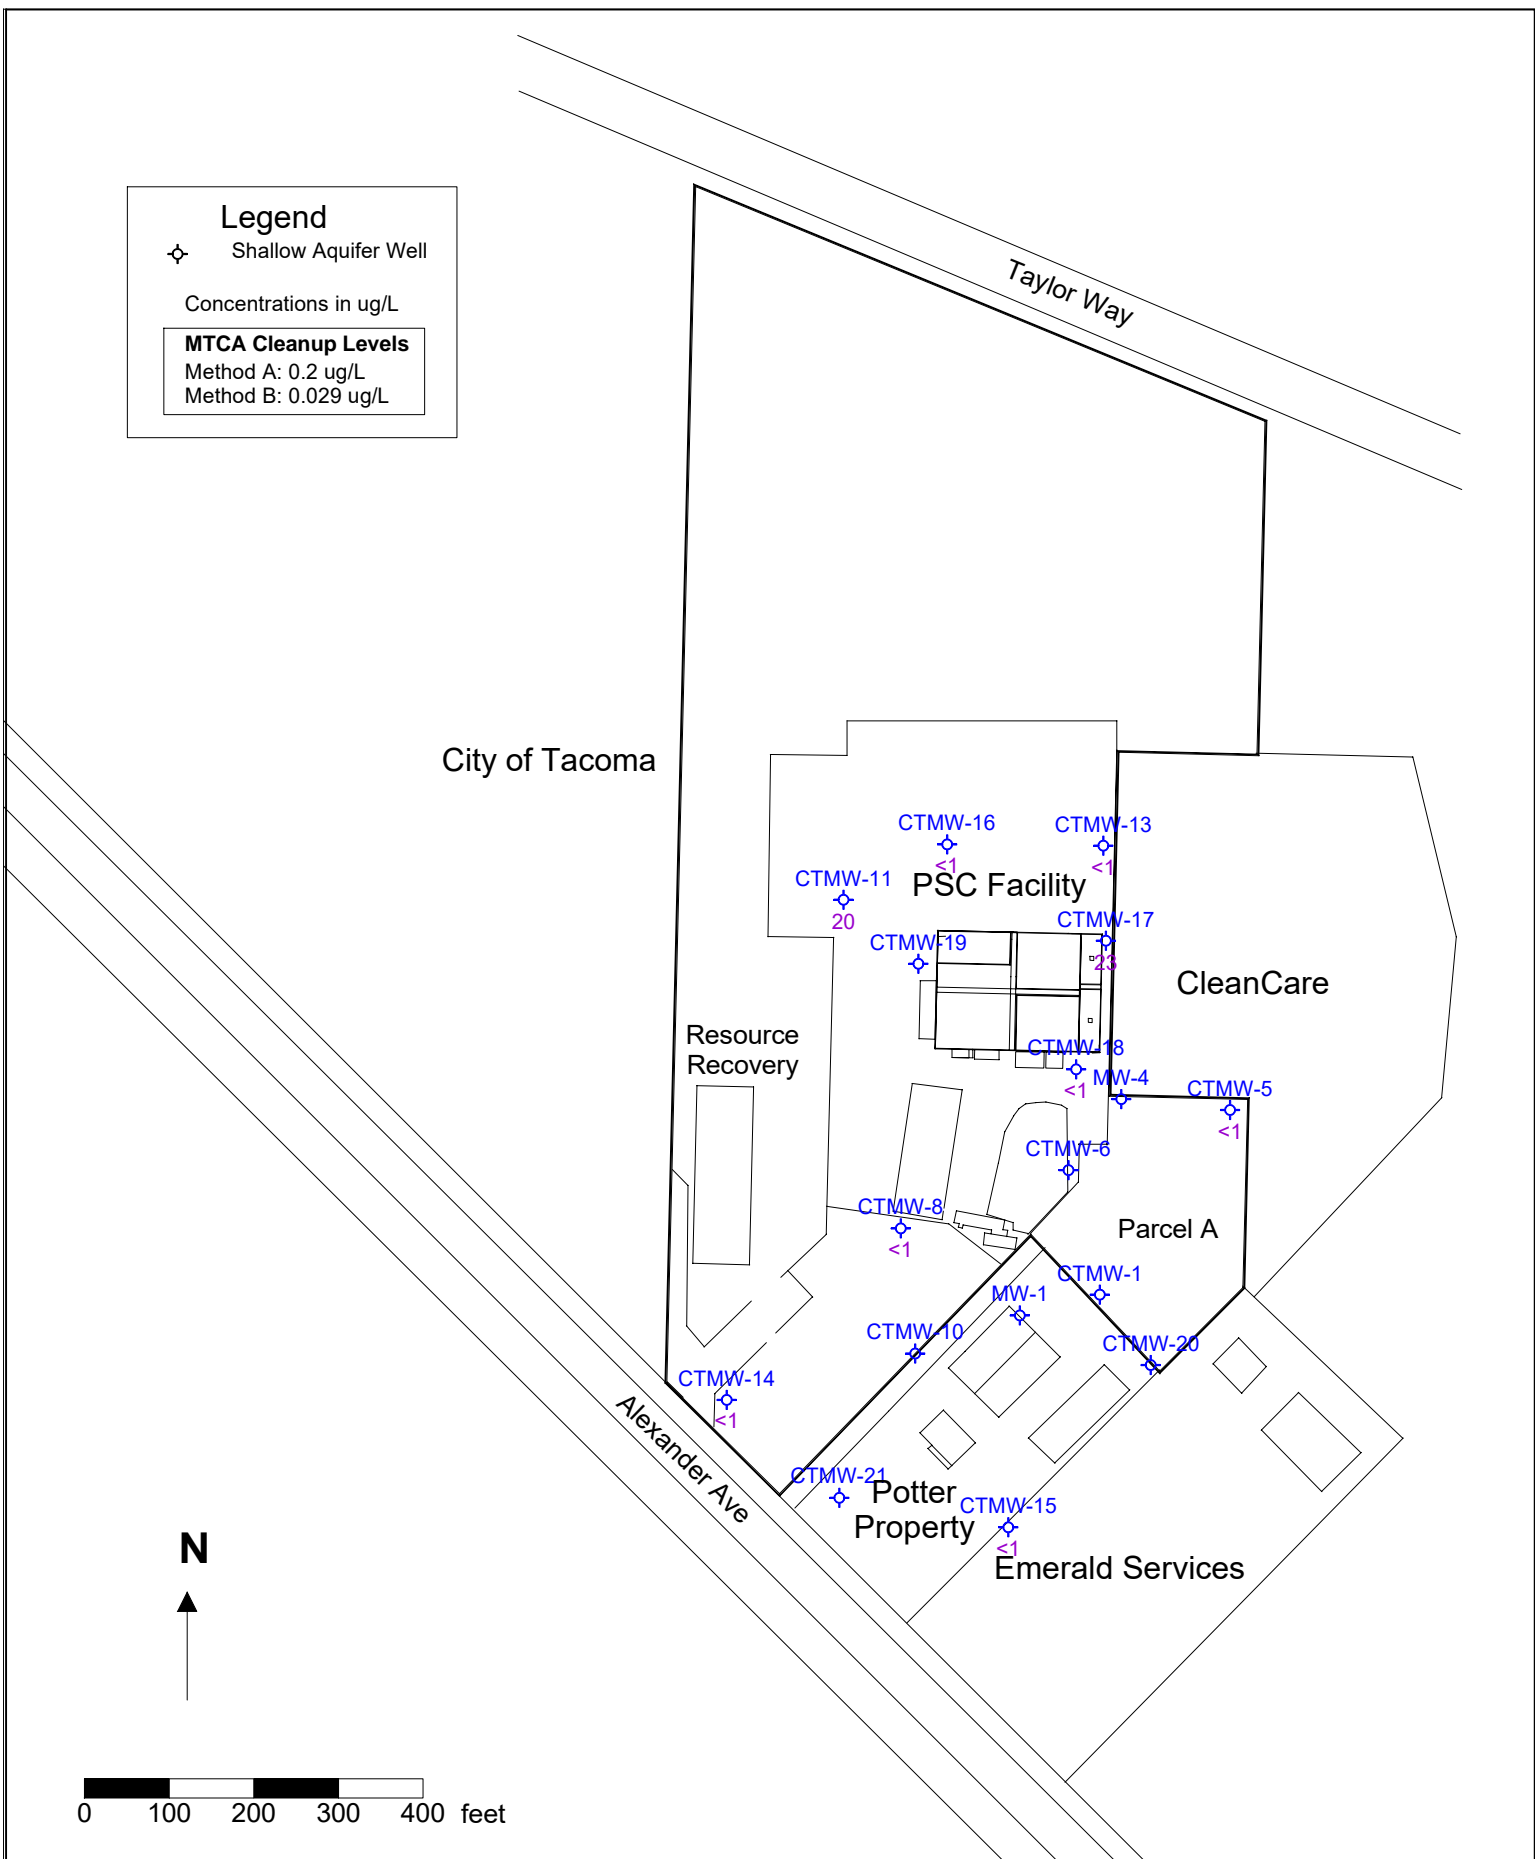 Legend
Shallow Aquifer Well
Concentrations in ug/L
MTCA Cleanup Levels
Method A: 0.2 ug/L
Method B: 0.029 ug/L
Taylor Way
City of Tacoma
CTMW-16
<1
CTMW-13
<1
PSC Facility
CTMW-11
20
CTMW-17
23
CTMW-19
CleanCare
Resource
Recovery
CTMW-18
<1
MW-4
CTMW-5
<1
CTMW-6
CTMW-8
<1
Parcel A
CTMW-1
MW-1
CTMW-10
CTMW-20
CTMW-14
<1
Alexander Ave
CTMW-21
Potter
Property
CTMW-15
<1
Emerald Services
N
0 100 200 300 400 feet